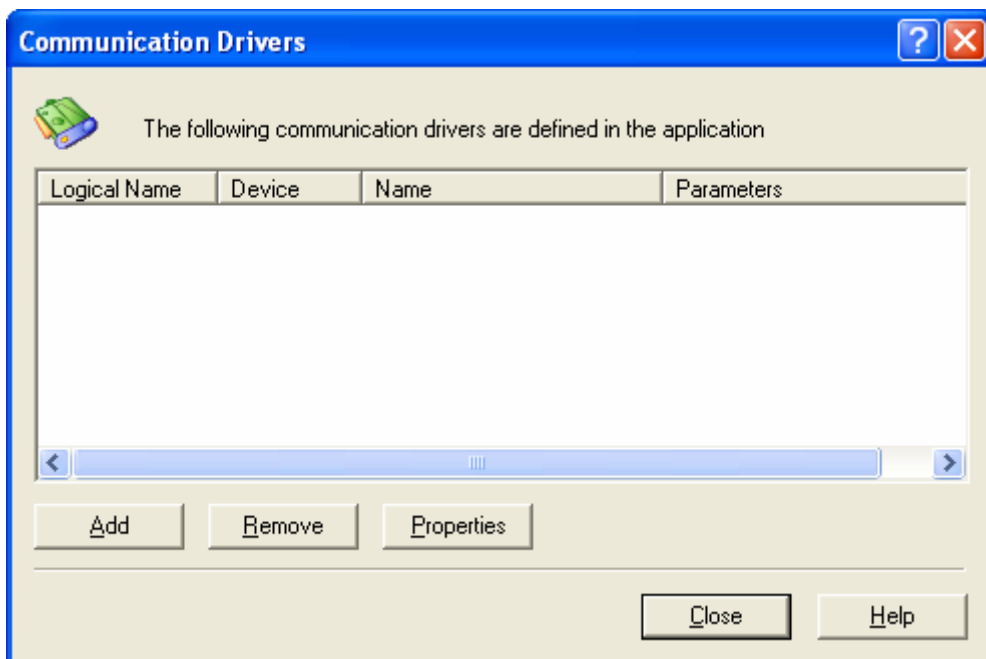 Communication Drivers
The following communication drivers are defined in the application
Logical Name Device Name Parameters
Add Remove Properties
Close Help